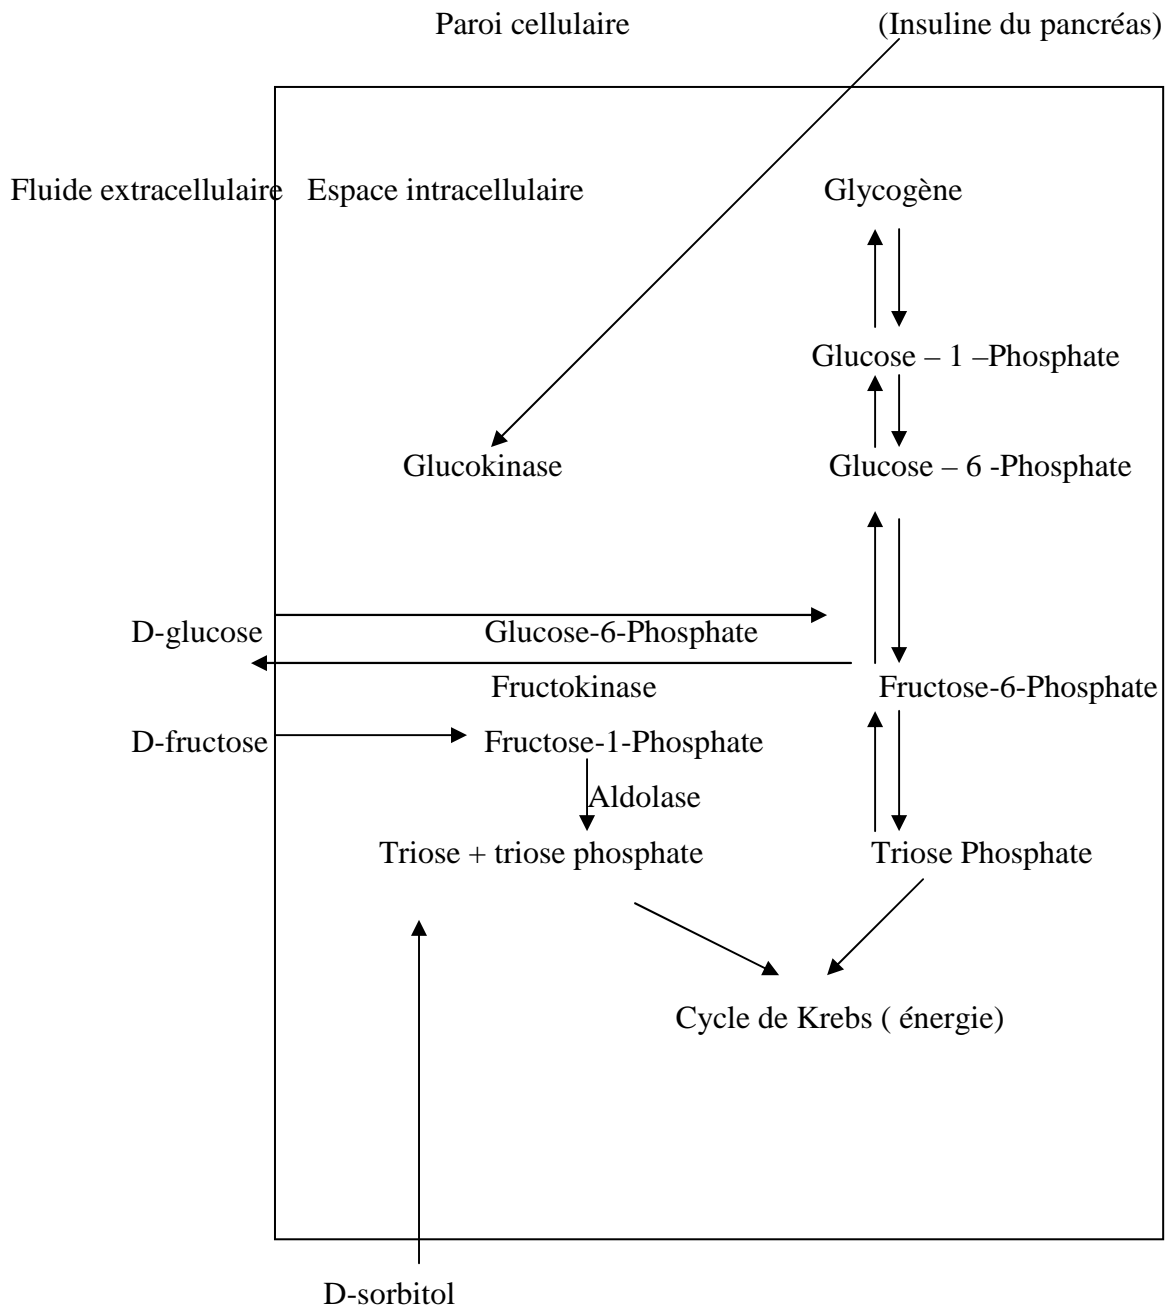 Paroi cellulaire (Insuline du pancréas)
Fluide extracellulaire Espace intracellulaire Glycogène
Glucose – 1 –Phosphate
Glucokinase Glucose – 6 -Phosphate
D-glucose Glucose-6-Phosphate
Fructokinase Fructose-6-Phosphate
D-fructose Fructose-1-Phosphate
Aldolase
Triose + triose phosphate Triose Phosphate
Cycle de Krebs ( énergie)
D-sorbitol